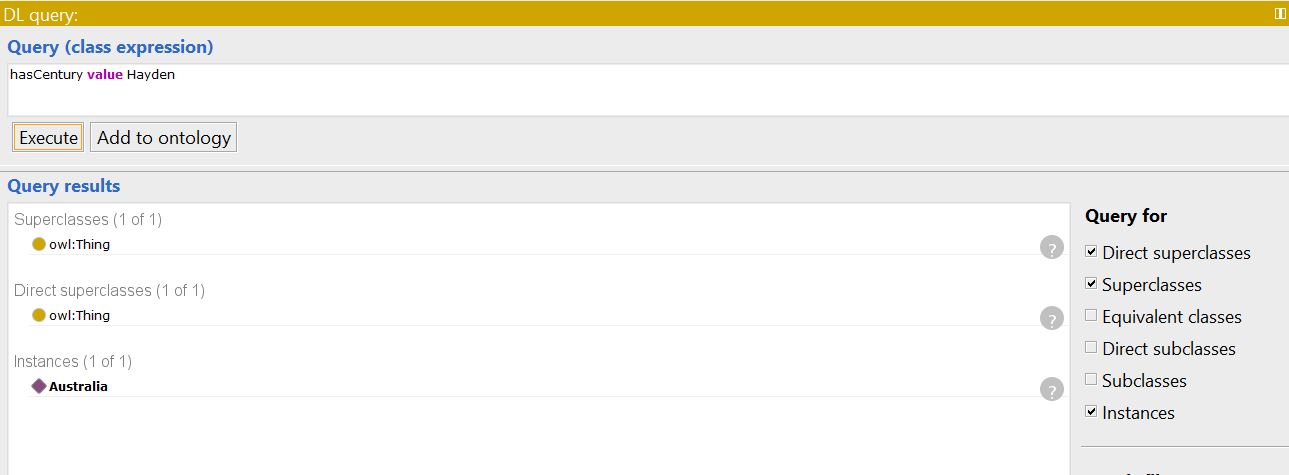 DL query:
Query (class expression)
hasCentury value Hayden
Execute
Add to ontology
Query results
Superclasses (1 of 1)
owl:Thing
?
Direct superclasses (1 of 1)
owl:Thing
?
Instances (1 of 1)
Australia
?
Query for
Direct superclasses
Superclasses
Equivalent classes
Direct subclasses
Subclasses
Instances